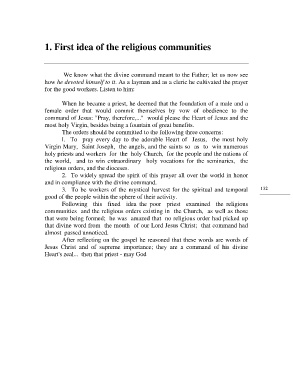 1. First idea of the religious communities
We know what the divine command meant to the Father; let us now see
how he devoted himself to it. As a layman and as a cleric he cultivated the prayer
for the good workers. Listen to him:
When he became a priest, he deemed that the foundation of a male and a
female order that would commit themselves by vow of obedience to the
command of Jesus: "Pray, therefore,..." would please the Heart of Jesus and the
most holy Virgin, besides being a fountain of great benefits.
The orders should be committed to the following three concerns:
1. To pray every day to the adorable Heart of Jesus, the most holy
Virgin Mary, Saint Joseph, the angels, and the saints so as to win numerous
holy priests and workers for the holy Church, for the people and the nations of
the world, and to win extraordinary holy vocations for the seminaries, the
religious orders, and the dioceses.
2. To widely spread the spirit of this prayer all over the world in honor
and in compliance with the divine command.
3. To be workers of the mystical harvest for the spiritual and temporal
good of the people within the sphere of their activity.
132
Following this fixed idea the poor priest examined the religious
communities and the religious orders existing in the Church, as well as those
that were being formed; he was amazed that no religious order had picked up
that divine word from the mouth of our Lord Jesus Christ; that command had
almost passed unnoticed.
After reflecting on the gospel he reasoned that these words are words of
Jesus Christ and of supreme importance; they are a command of his divine
Heart's zeal... then that priest - may God